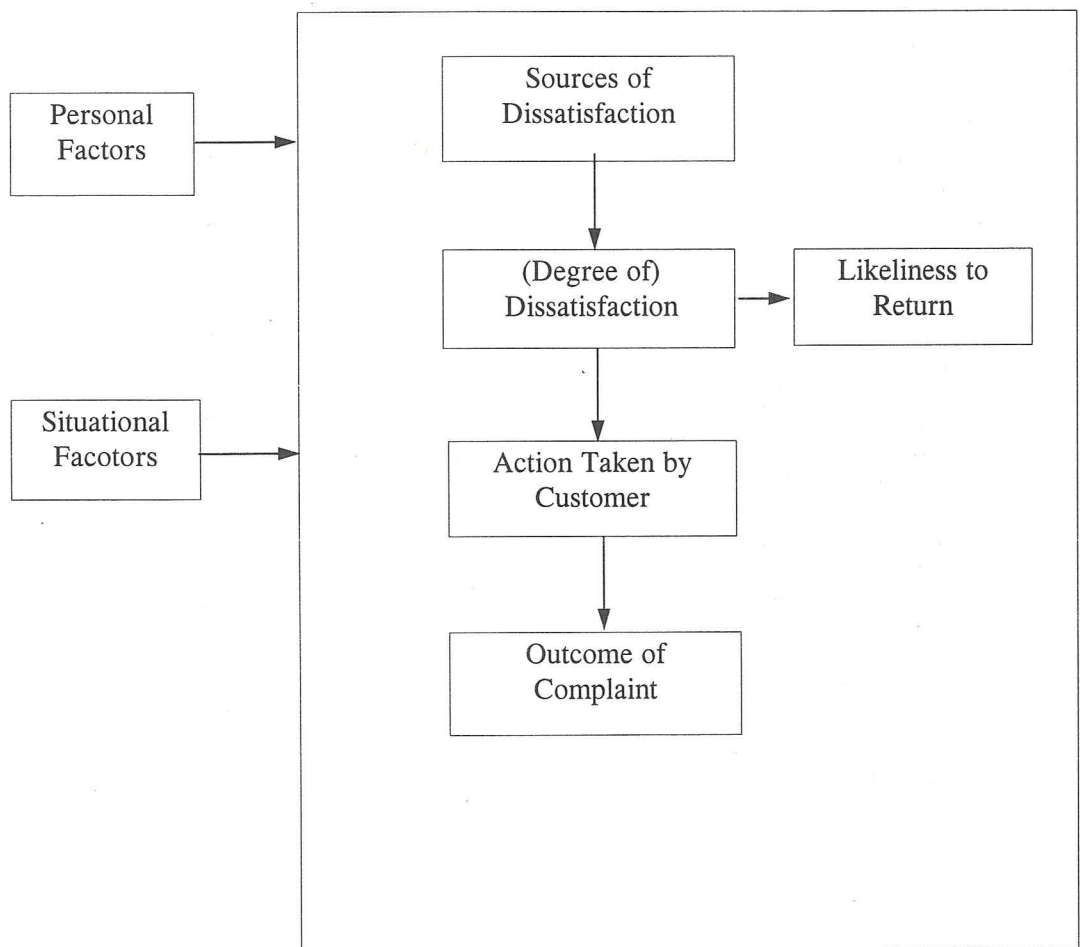 Sources of
Dissatisfaction
Personal
Factors
(Degree of)
Dissatisfaction
Likeliness to
Return
Situational
Facotors
Action Taken by
Customer
Outcome of
Complaint